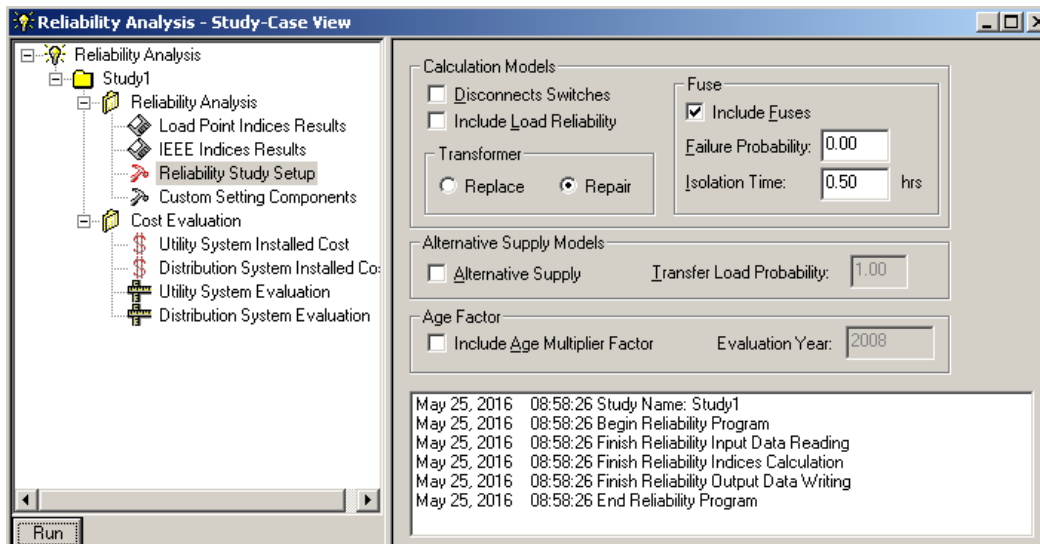 Reliability Analysis - Study-Case View
Reliability Analysis
Study1
Reliability Analysis
Load Point Indices Results
IEEE Indices Results
Reliability Study Setup
Custom Setting Components
Cost Evaluation
Utility System Installed Cost
Distribution System Installed Co
Utility System Evaluation
Distribution System Evaluation
Run
Calculation Models
Disconnects Switches
Include Load Reliability
Transformer
Replace Repair
Fuse
Include Fuses
Failure Probability: 0.00
Isolation Time: 0.50 hrs
Alternative Supply Models
Alternative Supply Transfer Load Probability: 1.00
Age Factor
Include Age Multiplier Factor Evaluation Year: 2008
May 25, 2016 08:58:26 Study Name: Study1
May 25, 2016 08:58:26 Begin Reliability Program
May 25, 2016 08:58:26 Finish Reliability Input Data Reading
May 25, 2016 08:58:26 Finish Reliability Indices Calculation
May 25, 2016 08:58:26 Finish Reliability Output Data Writing
May 25, 2016 08:58:26 End Reliability Program